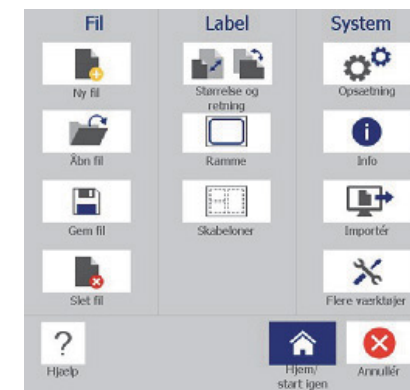 Fil
Ny fil
Åbn fil
Gem fil
Slet fil
Label
Størrelse og
retning
Ramme
Skabeloner
System
Opsætning
i
Info
Importér
Flere værktøjer
?
Hjælp
Hjem/
start igen
Annullér